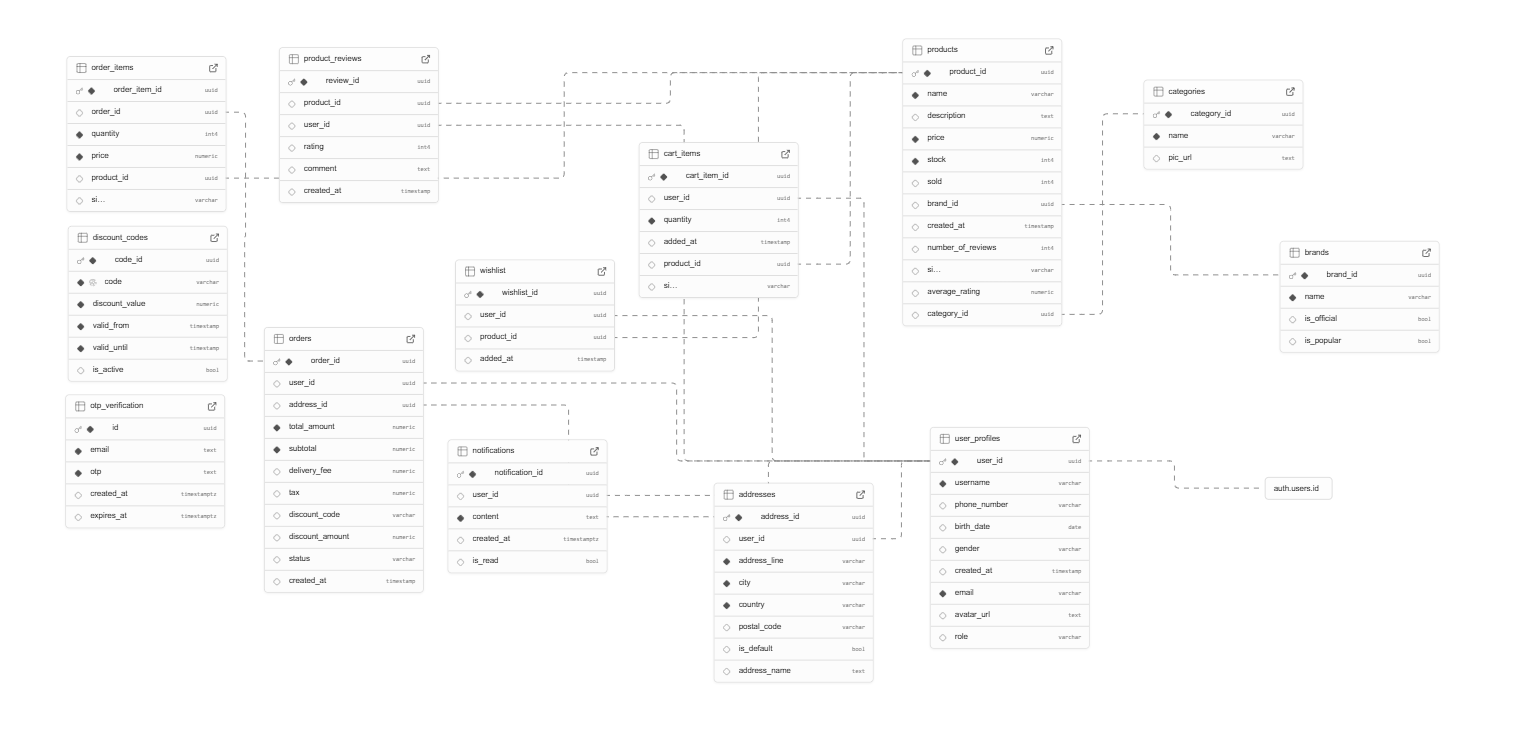 order_items
order_item_id uuid
order_id uuid
quantity int4
price numeric
product_id uuid
si... varchar
product_reviews
review_id uuid
product_id uuid
user_id uuid
rating int4
comment text
created_at timestamp
products
product_id uuid
name varchar
description text
price numeric
stock int4
sold int4
brand_id uuid
created_at timestamp
number_of_reviews int4
si... varchar
average_rating numeric
category_id uuid
categories
category_id uuid
name varchar
pic_url text
cart_items
cart_item_id uuid
user_id uuid
quantity int4
added_at timestamp
product_id uuid
si... varchar
discount_codes
code_id uuid
code varchar
discount_value numeric
valid_from timestamp
valid_until timestamp
is_active bool
wishlist
wishlist_id uuid
user_id uuid
product_id uuid
added_at timestamp
brands
brand_id uuid
name varchar
is_official bool
is_popular bool
orders
order_id uuid
user_id uuid
address_id uuid
total_amount numeric
subtotal numeric
delivery_fee numeric
tax numeric
discount_code varchar
discount_amount numeric
status varchar
created_at timestamp
otp_verification
id uuid
email text
otp text
created_at timestamptz
expires_at timestamptz
notifications
notification_id uuid
user_id uuid
content text
created_at timestamptz
is_read bool
addresses
address_id uuid
user_id uuid
address_line varchar
city varchar
country varchar
postal_code varchar
is_default bool
address_name text
user_profiles
user_id uuid
username varchar
phone_number varchar
birth_date date
gender varchar
created_at timestamp
email varchar
avatar_url text
role varchar
auth.users.id